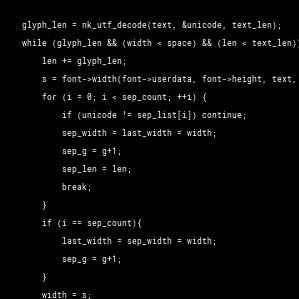 glyph_len = nk_utf_decode(text, &unicode, text_len);
while (glyph_len && (width < space) && (len < text_len))
len += glyph_len;
s = font->width(font->userdata, font->height, text,
for (i = 0; i < sep_count; ++i) {
if (unicode != sep_list[i]) continue;
sep_width = last_width = width;
sep_g = g+1;
sep_len = len;
break;
}
if (i == sep_count){
last_width = sep_width = width;
sep_g = g+1;
}
width = s;